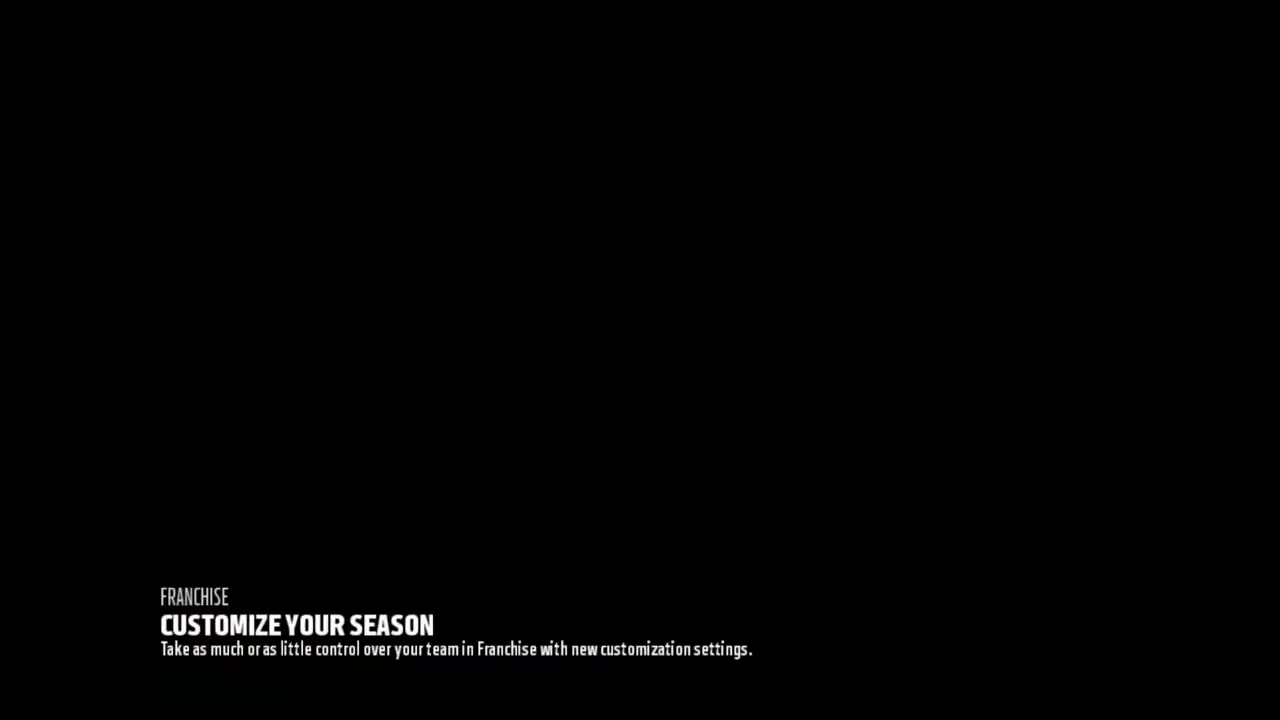 FRANCHISE
CUSTOMIZE YOUR SEASON
Take as much or as little control over your team in Franchise with new customization settings.